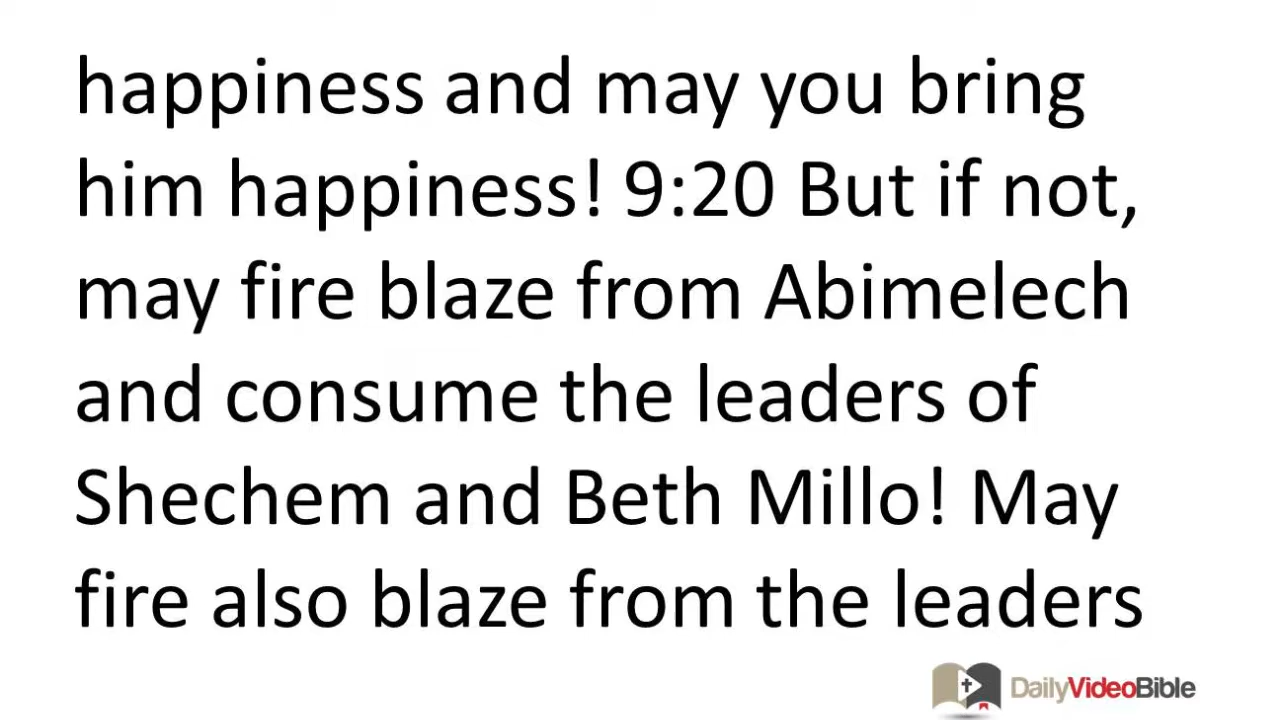 happiness and may you bring
him happiness! 9:20 But if not,
may fire blaze from Abimelech
and consume the leaders of
Shechem and Beth Millo! May
fire also blaze from the leaders
DailyVideoBible